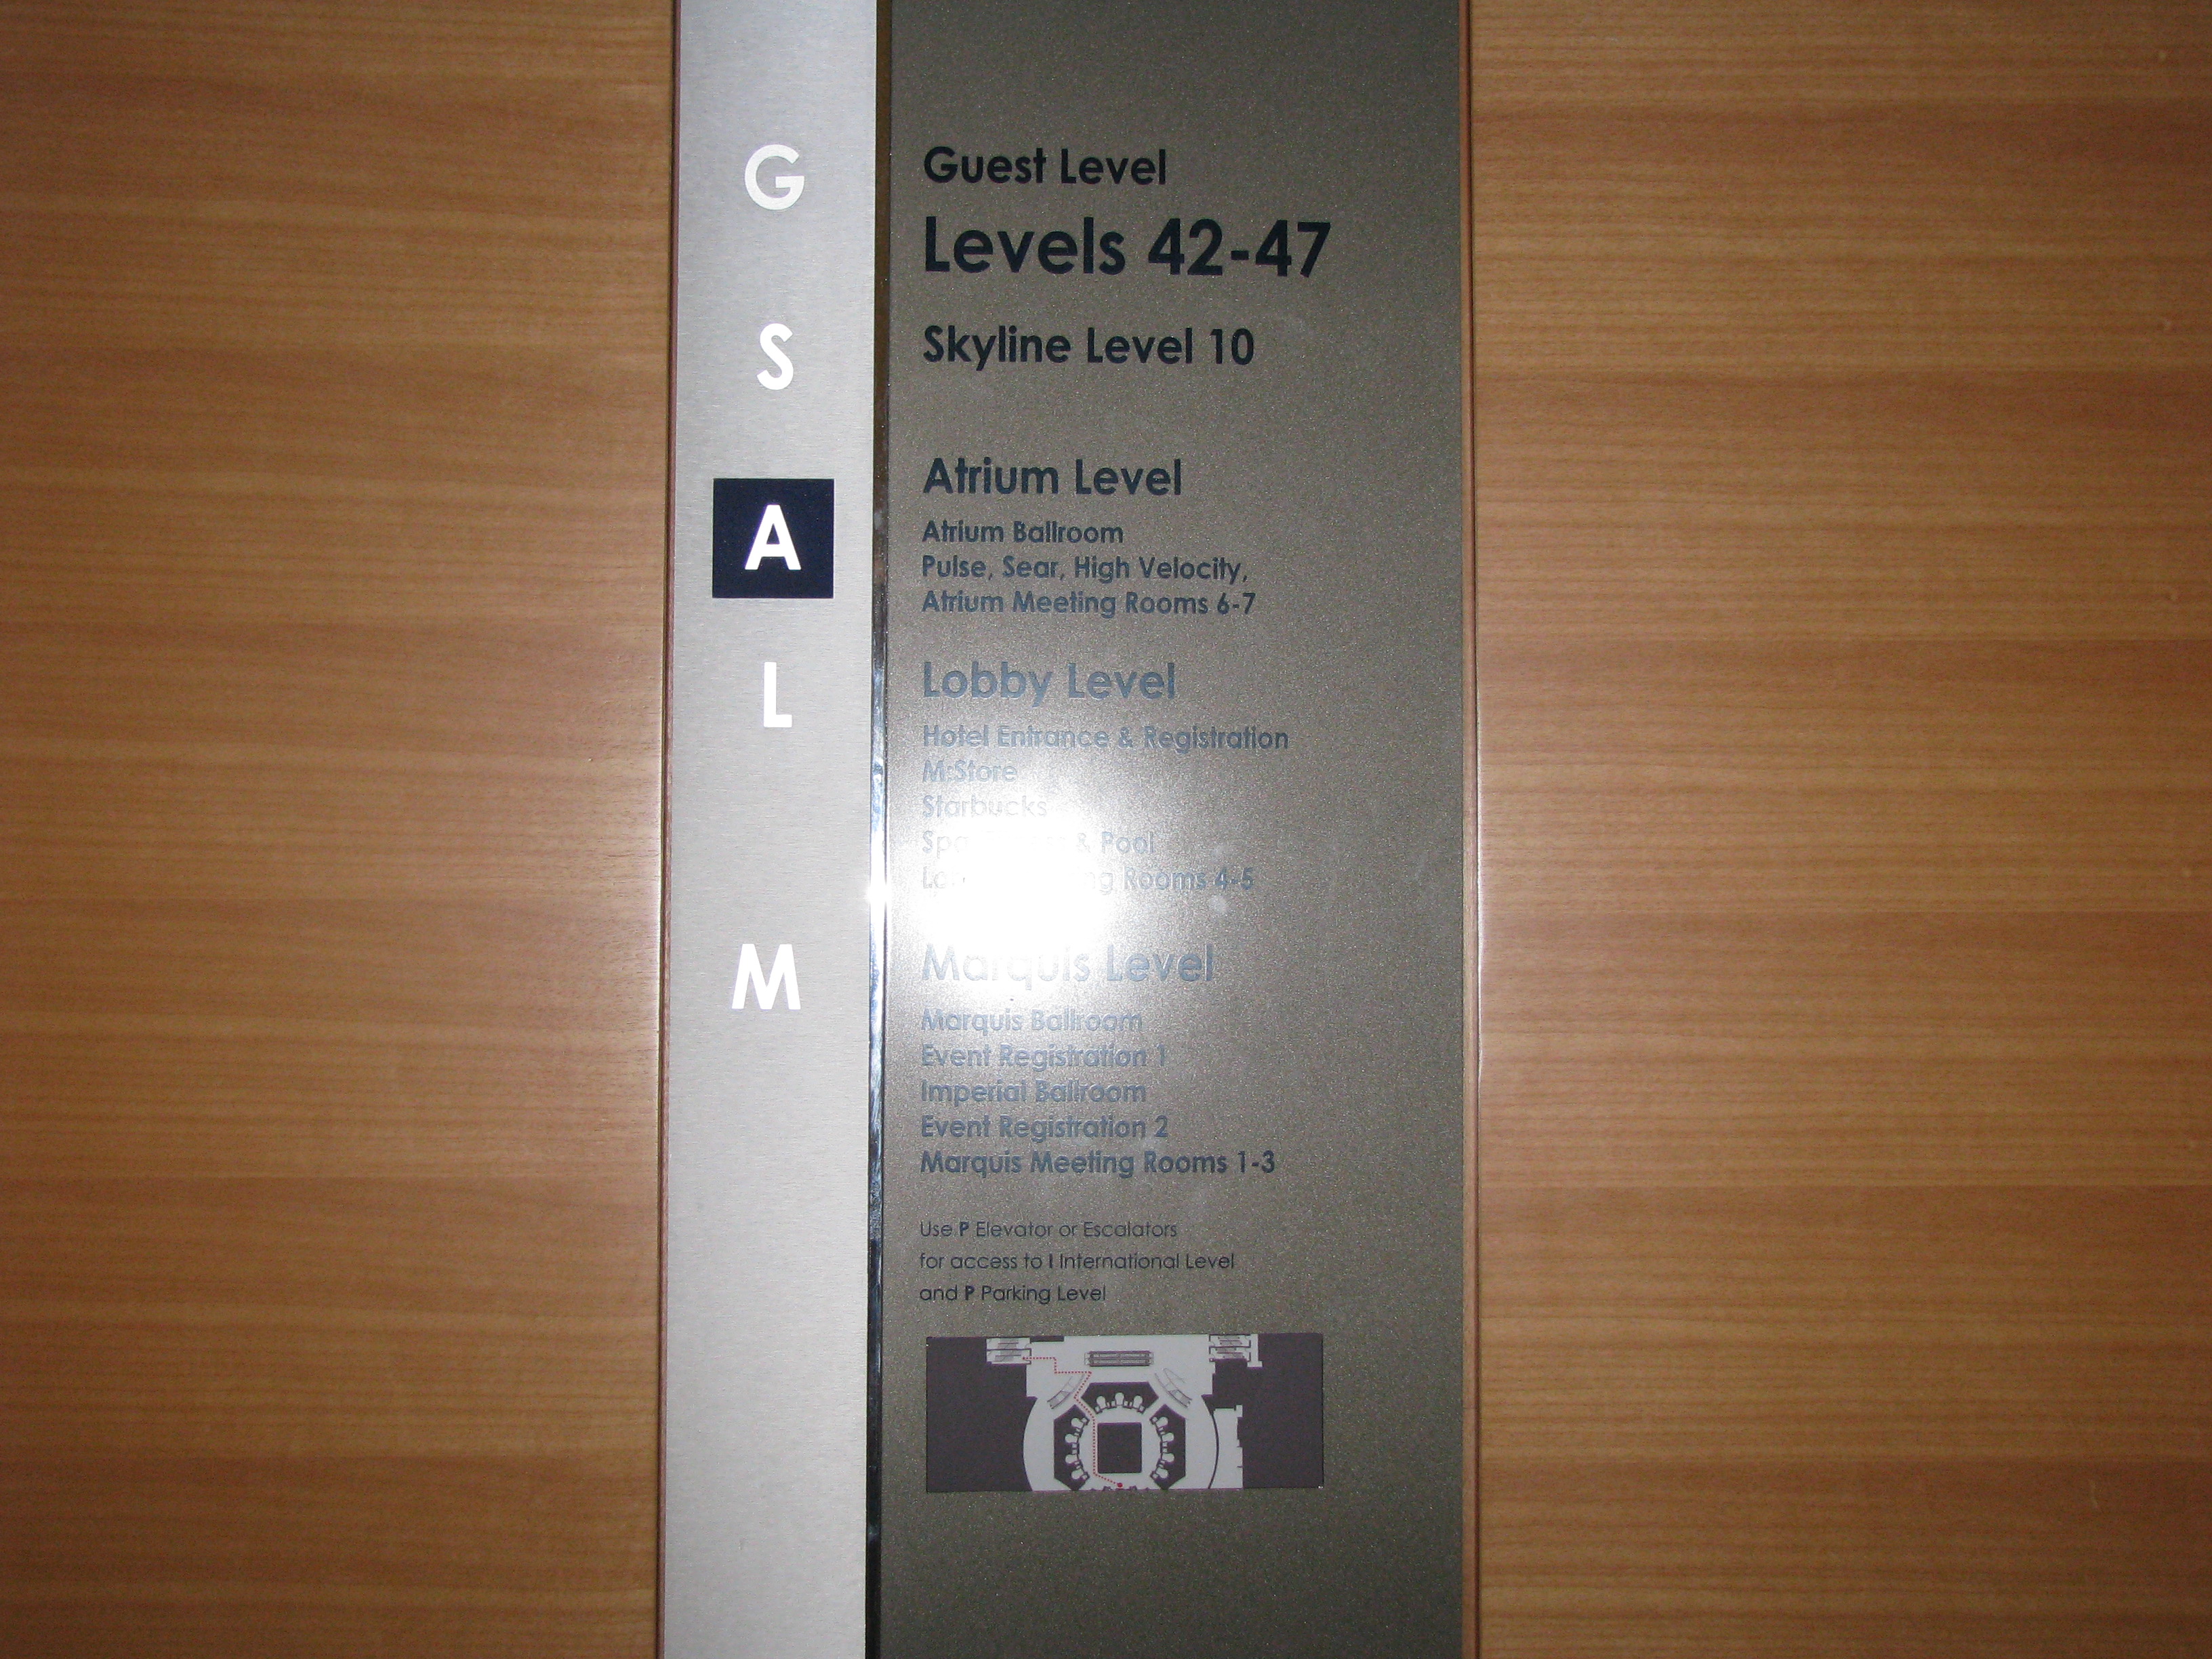 G
Guest Level
Levels 42-47
S
Skyline Level 10
A
Atrium Level
Atrium Ballroom
Pulse, Sear, High Velocity,
Atrium Meeting Rooms 6-7
L
Lobby Level
Hotel Entrance & Registration
M.Store
Starbucks
& Pool
Rooms 4-5
M
Marquis Level
Marquis Ballroom
Event Registration 1
Imperial Ballroom
Event Registration 2
Marquis Meeting Rooms 1-3
Use P Elevator or Escalators
for access to I International Level
and P Parking Level